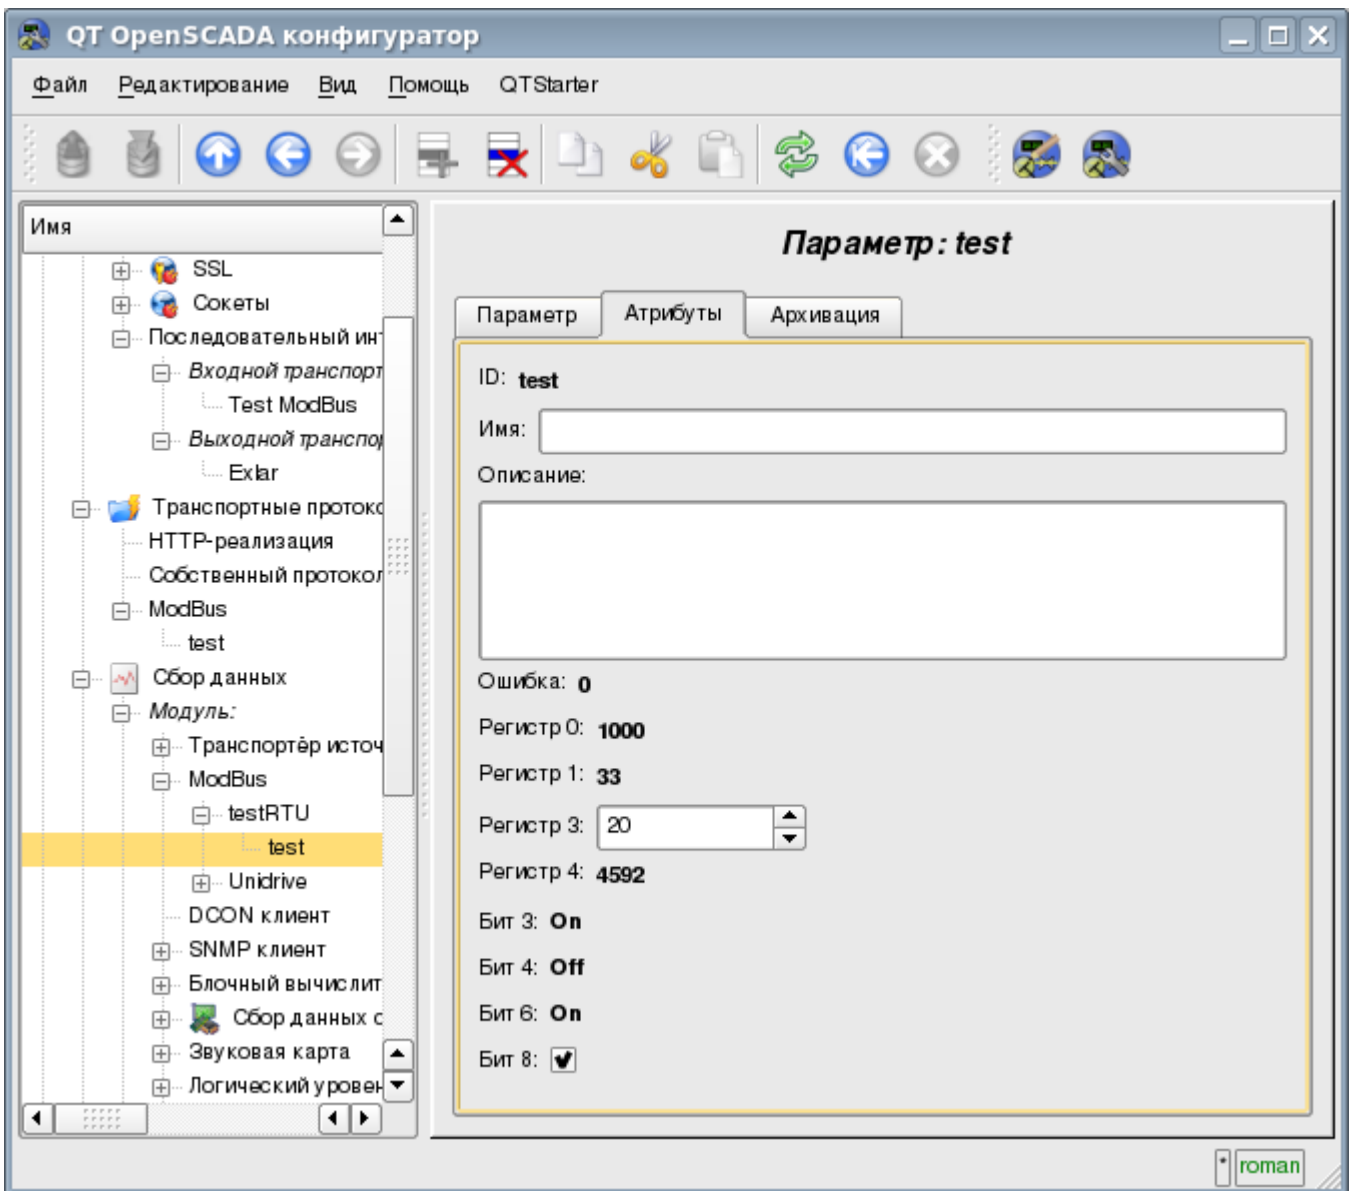 QT OpenSCADA конфигуратор
Файл Редактирование Вид Помощь QTStarter
Имя
SSL
Сокеты
Последовательный инт
Входной транспорт
Test ModBus
Выходной транспо
Exlar
Транспортные протоко
HTTP-реализация
Собственный протокол
ModBus
test
Сбор данных
Модуль:
Транспортёр источ
ModBus
testRTU
test
Unidrive
DCON клиент
SNMP клиент
Блочный вычислит
Сбор данных с
Звуковая карта
Логический уровен
Параметр: test
Параметр Атрибуты Архивация
ID: test
Имя:
Описание:
Ошибка: 0
Регистр 0: 1000
Регистр 1: 33
Регистр 3: 20
Регистр 4: 4592
Бит 3: On
Бит 4: Off
Бит 6: On
Бит 8:
* roman